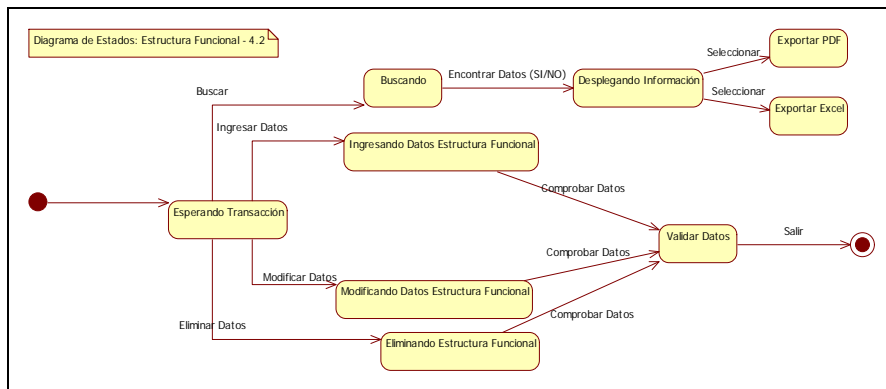 Diagrama de Estados: Estructura Funcional - 4.2
Exportar PDF
Seleccionar
Buscando
Encontrar Datos (SI/NO)
Desplegando Información
Buscar
Seleccionar
Exportar Excel
Ingresar Datos
Ingresando Datos Estructura Funcional
Comprobar Datos
Esperando Transacción
Validar Datos
Salir
Comprobar Datos
Modificar Datos
Modificando Datos Estructura Funcional
Comprobar Datos
Eliminar Datos
Eliminando Estructura Funcional